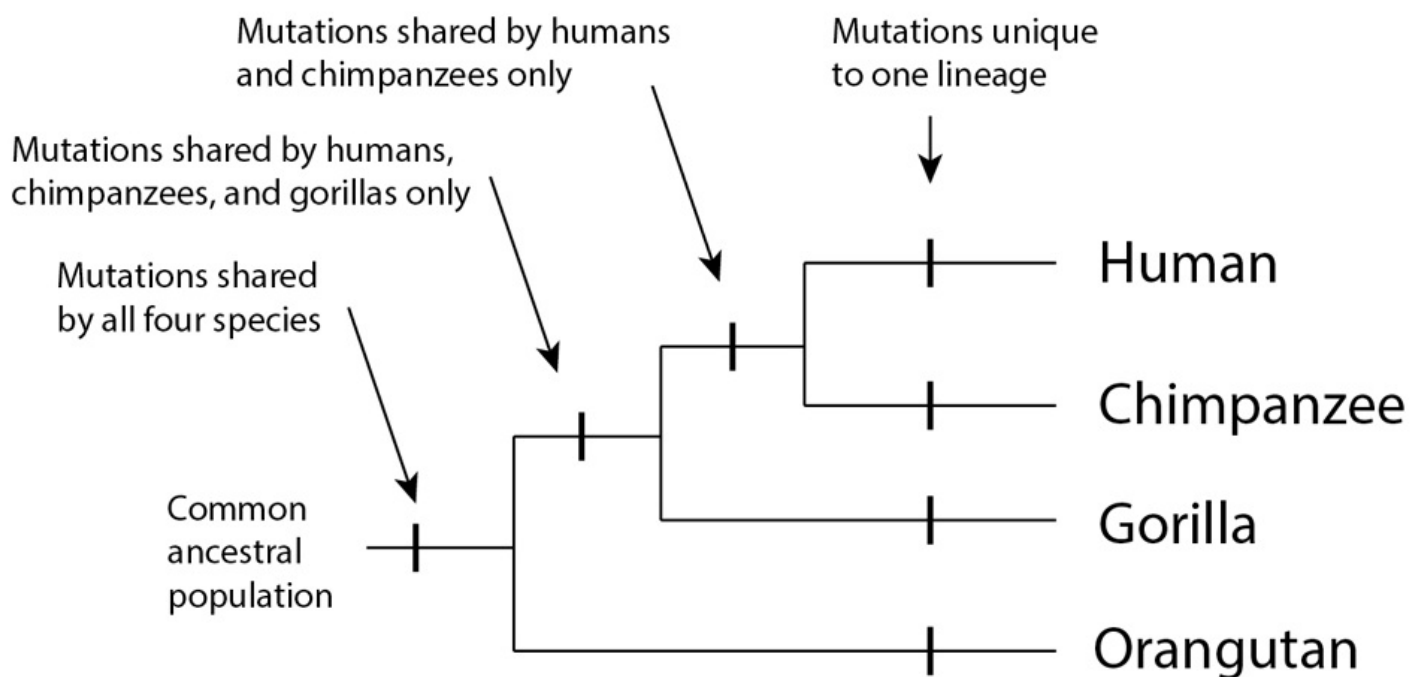 Mutations shared by humans
and chimpanzees only
Mutations unique
to one lineage
Mutations shared by humans,
chimpanzees, and gorillas only
Mutations shared
by all four species
Human
Chimpanzee
Common
ancestral
population
Gorilla
Orangutan